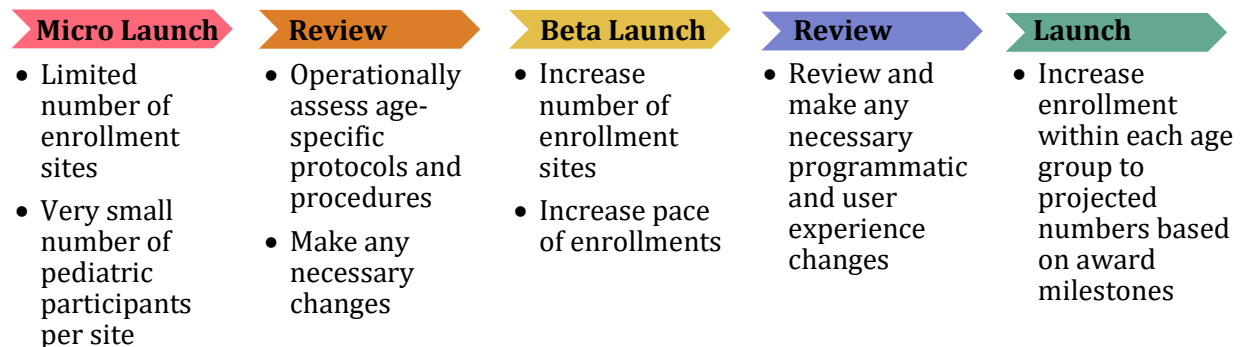 Micro Launch
• Limited
number of
enrollment
sites
• Very small
number of
pediatric
participants
per site
Review
• Operationally
assess age-
specific
protocols and
procedures
• Make any
necessary
changes
Beta Launch
• Increase
number of
enrollment
sites
• Increase pace
of enrollments
Review
• Review and
make any
necessary
programmatic
and user
experience
changes
Launch
• Increase
enrollment
within each age
group to
projected
numbers based
on award
milestones